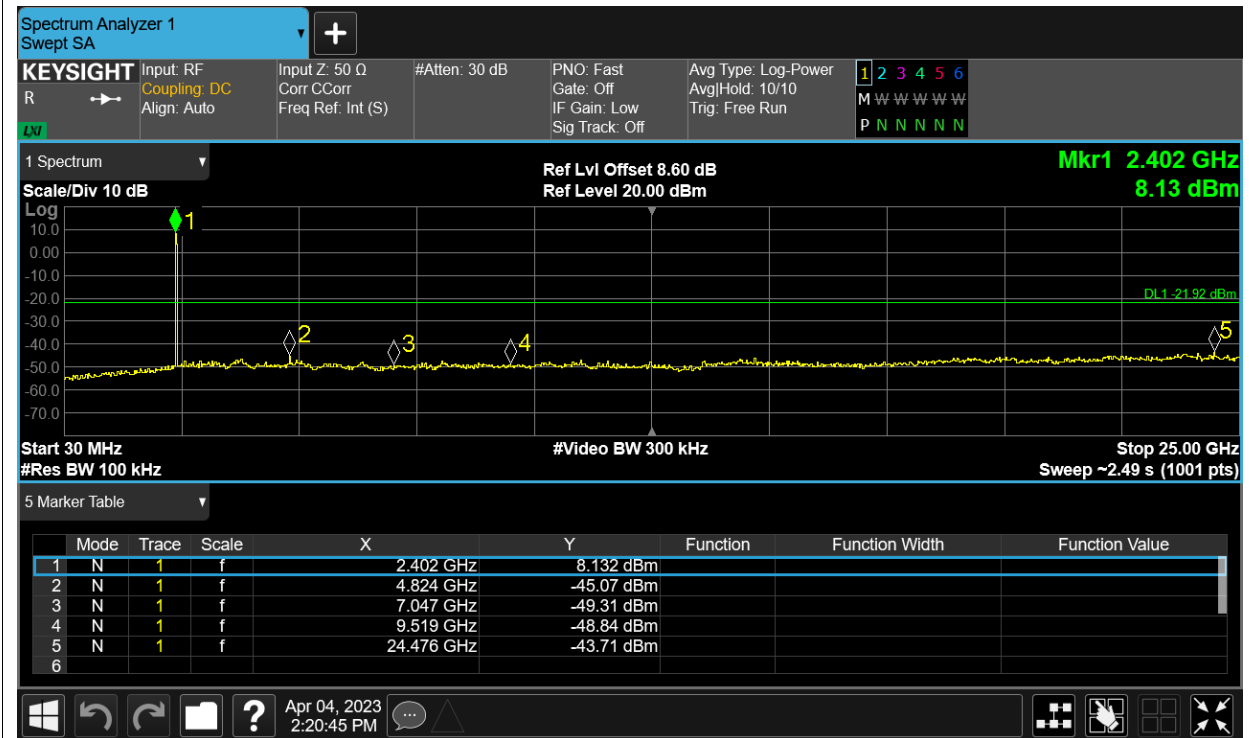 Spectrum Analyzer 1
Swept SA
+
KEYSIGHT Input: RF Input Z: 50 Ω #Atten: 30 dB PNO: Fast Avg Type: Log-Power 1 2 3 4 5 6
R Coupling: DC Corr CCorr Gate: Off Avg|Hold: 10/10 M W W W W W
Align: Auto Freq Ref: Int (S) IF Gain: Low Trig: Free Run
LXI Sig Track: Off P N N N N N
1 Spectrum Ref Lvl Offset 8.60 dB Mkr1 2.402 GHz
Scale/Div 10 dB Ref Level 20.00 dBm 8.13 dBm
Log
1
10.0
0.00
-10.0
-20.0 DL1 -21.92 dBm
-30.0
2 5
-40.0 3 4
-50.0
-60.0
-70.0
Start 30 MHz #Video BW 300 kHz Stop 25.00 GHz
#Res BW 100 kHz Sweep ~2.49 s (1001 pts)
5 Marker Table
Mode Trace Scale X Y Function Function Width Function Value
1 N 1 f 2.402 GHz 8.132 dBm
2 N 1 f 4.824 GHz -45.07 dBm
3 N 1 f 7.047 GHz -49.31 dBm
4 N 1 f 9.519 GHz -48.84 dBm
5 N 1 f 24.476 GHz -43.71 dBm
6
? Apr 04, 2023
2:20:45 PM